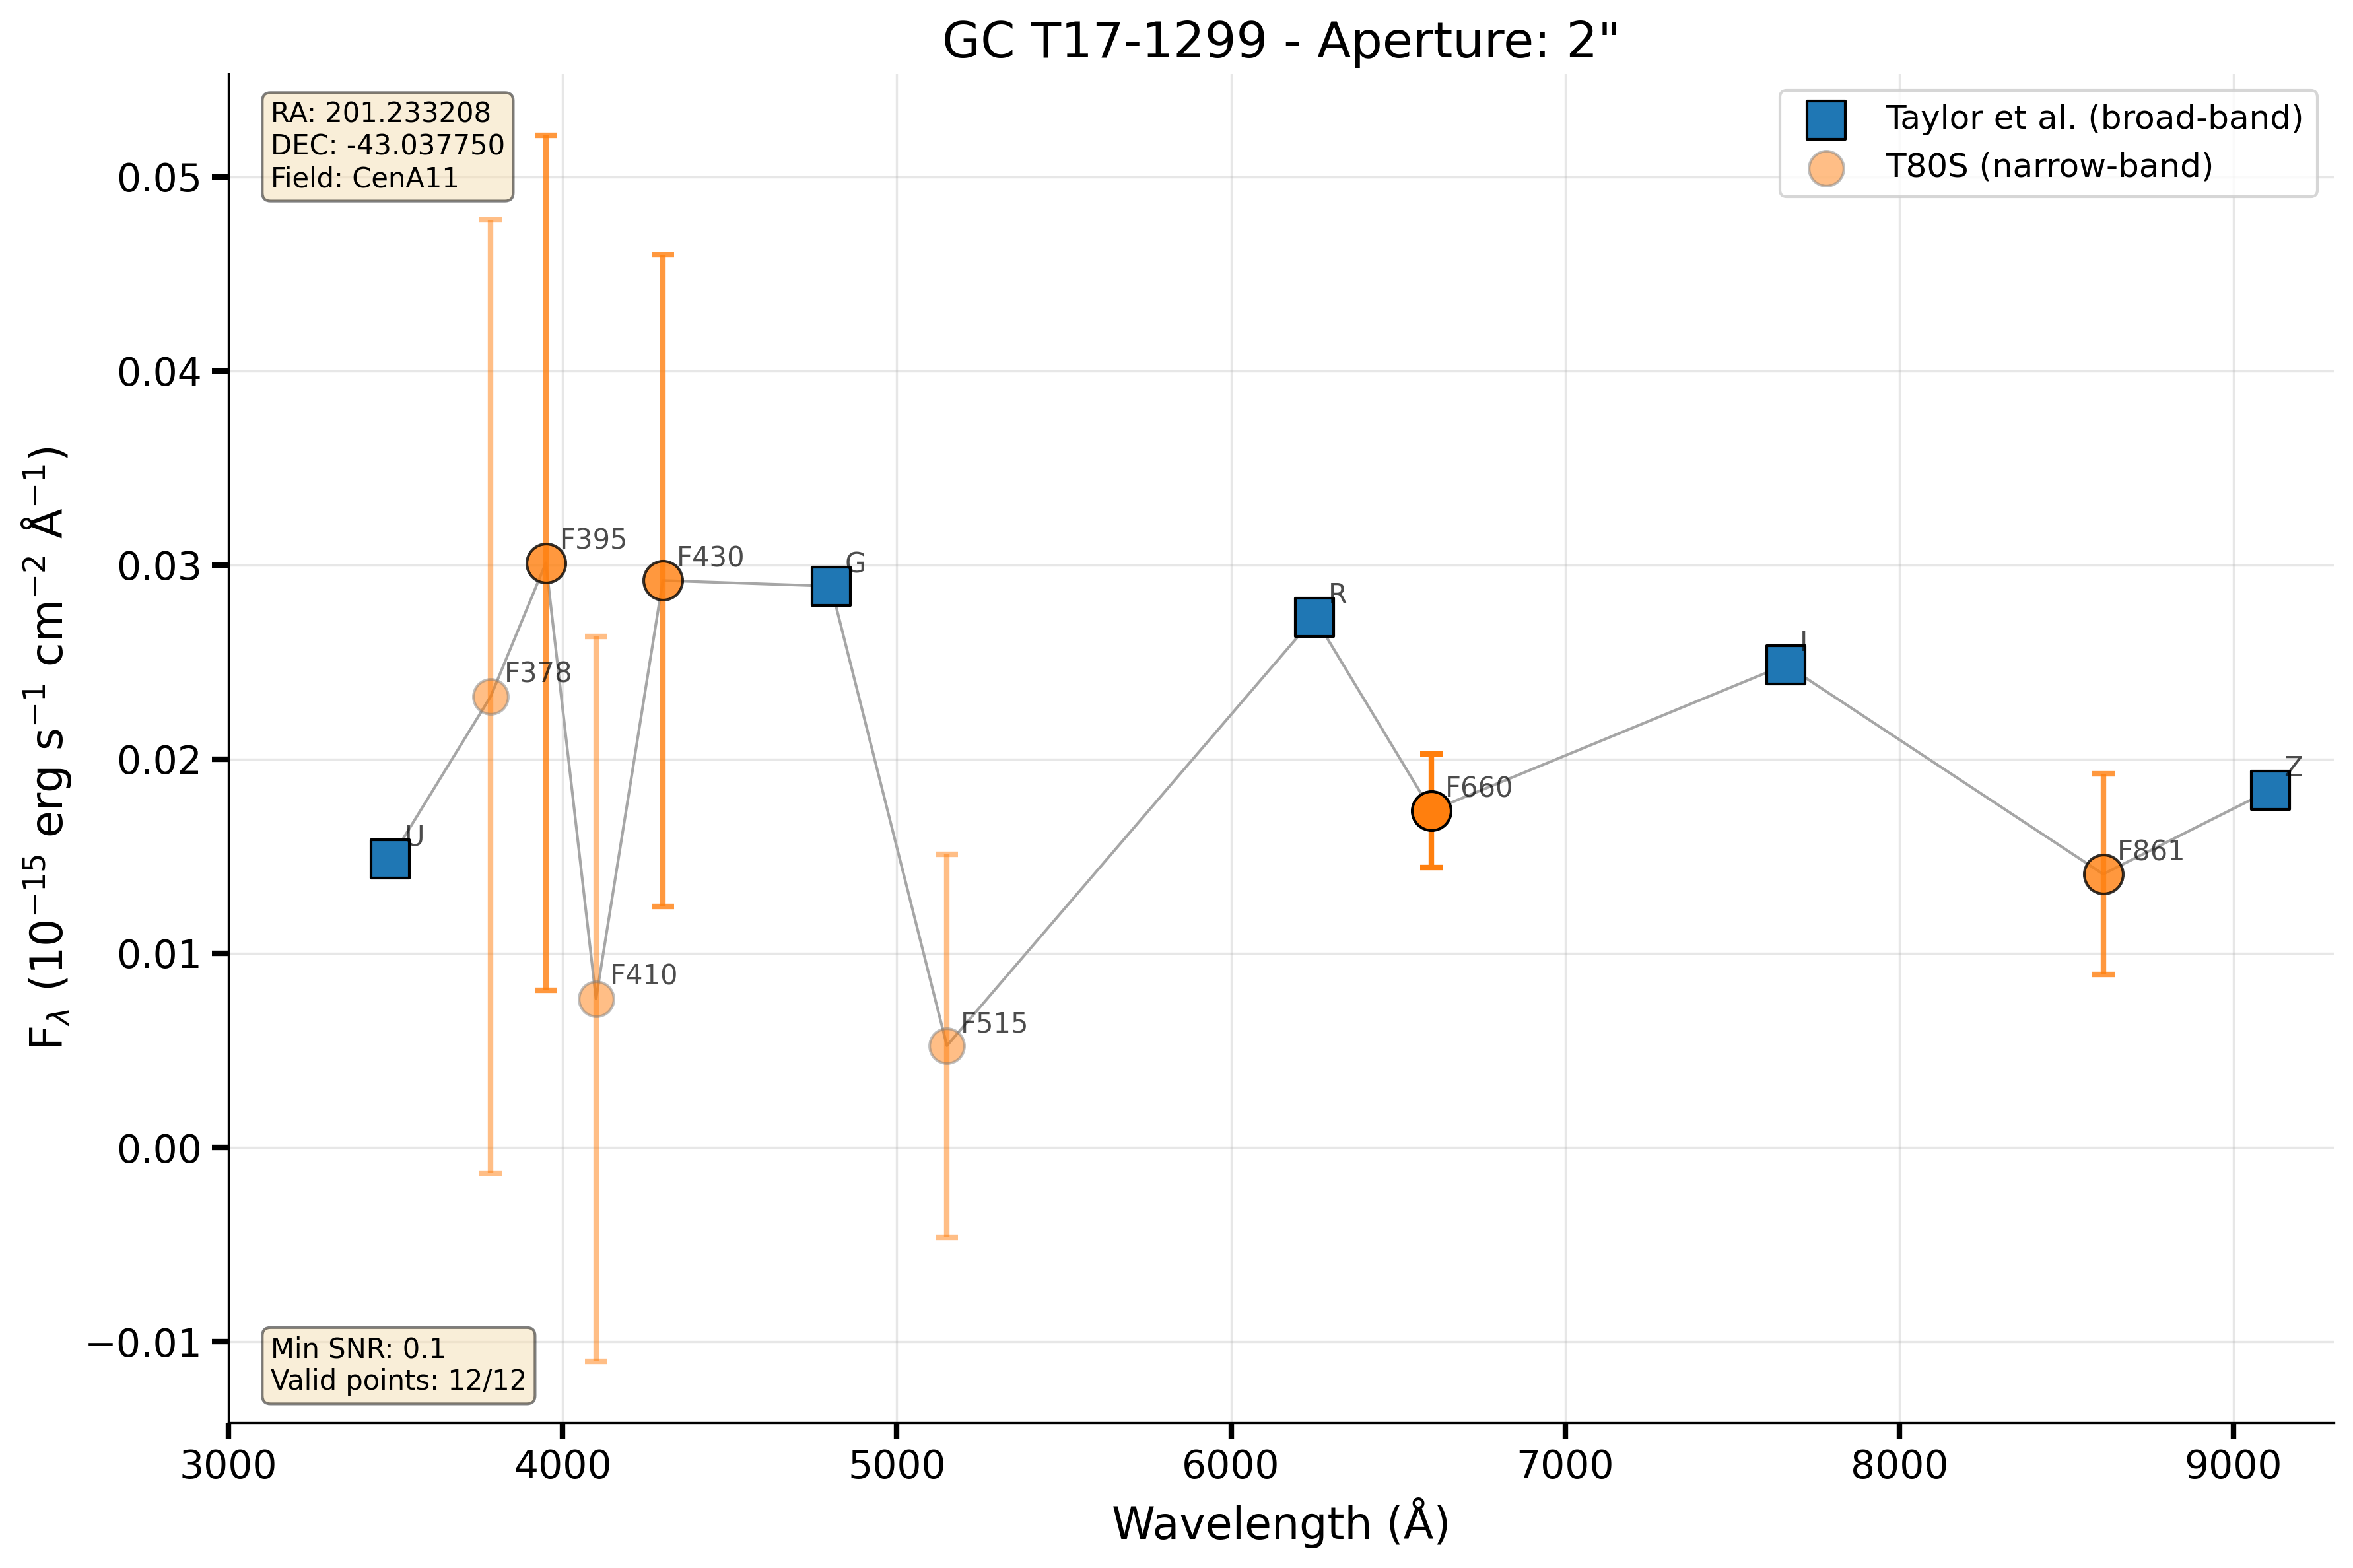 GC T17-1299 - Aperture: 2"
RA: 201.233208
DEC: -43.037750
Field: CenA11
Taylor et al. (broad-band)
T80S (narrow-band)
0.05
0.04
0.03
0.02
0.01
0.00
−0.01
F_λ (10⁻¹⁵ erg s⁻¹ cm⁻² Å⁻¹)
U
F378
F395
F410
F430
G
F515
R
F660
I
F861
Z
Min SNR: 0.1
Valid points: 12/12
3000 4000 5000 6000 7000 8000 9000
Wavelength (Å)